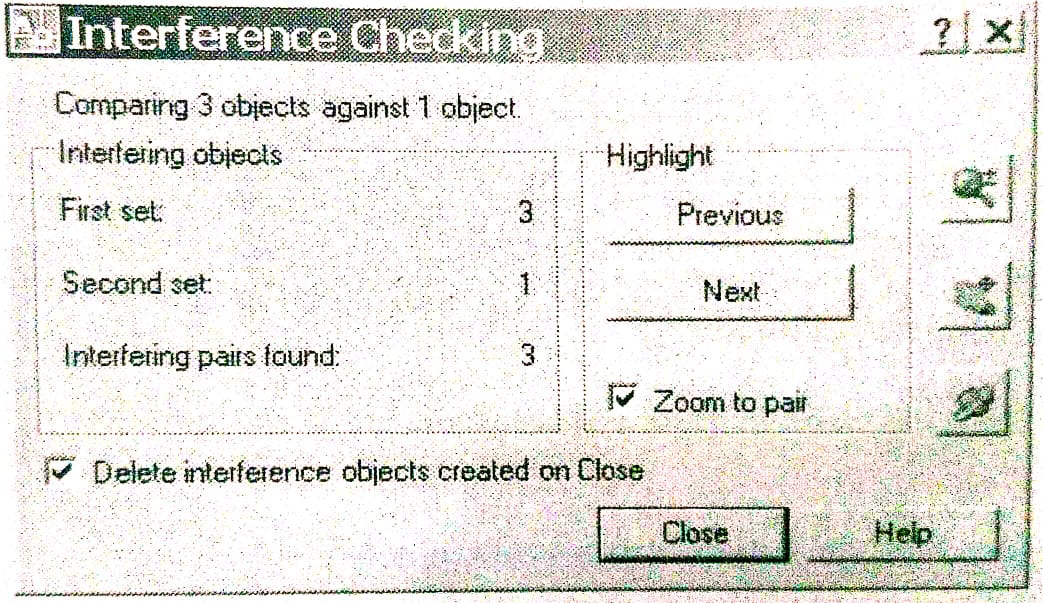 Interference Checking
Comparing 3 objects against 1 object.
Interfering objects
First set: 3
Second set: 1
Interfering pairs found: 3
Highlight
Previous
Next
Zoom to pair
Delete interference objects created on Close
Close Help